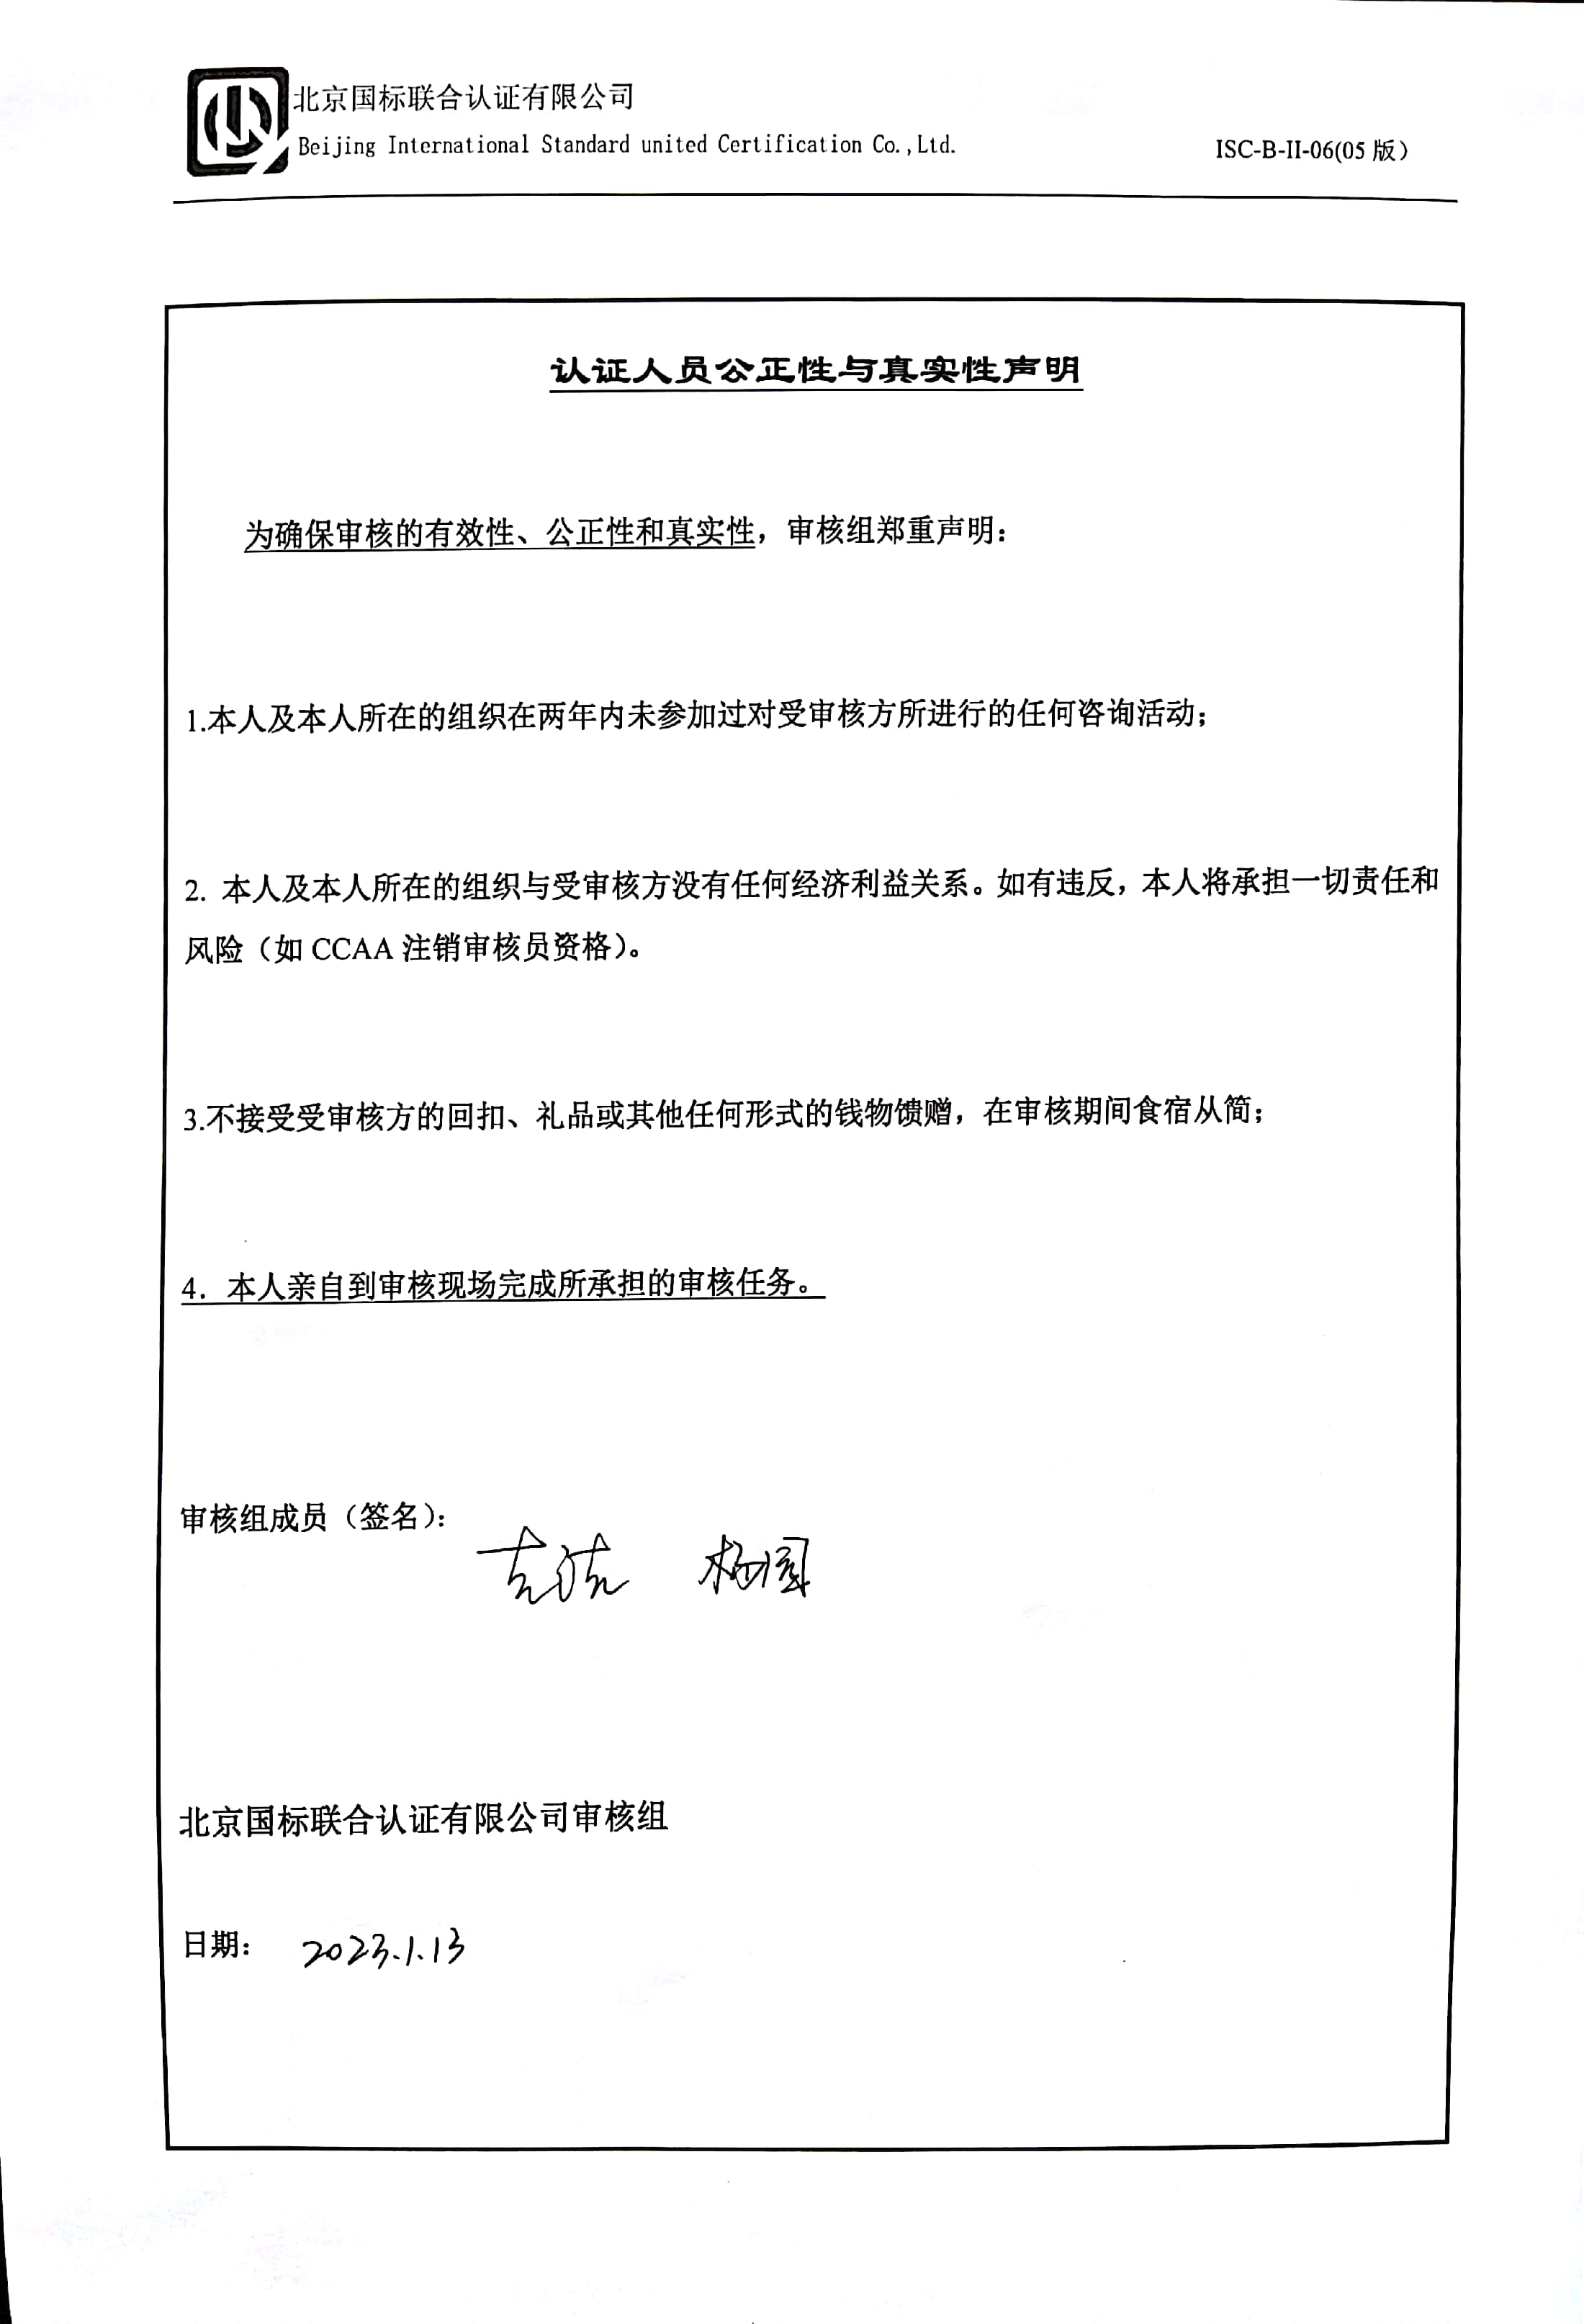 北京国标联合认证有限公司
Beijing International Standard united Certification Co.,Ltd.
ISC-B-II-06(05 版）
认证人员公正性与真实性声明
为确保审核的有效性、公正性和真实性，审核组郑重声明：
1.本人及本人所在的组织在两年内未参加过对受审核方所进行的任何咨询活动；
2. 本人及本人所在的组织与受审核方没有任何经济利益关系。如有违反，本人将承担一切责任和
风险（如 CCAA 注销审核员资格）。
3.不接受受审核方的回扣、礼品或其他任何形式的钱物馈赠，在审核期间食宿从简；
4. 本人亲自到审核现场完成所承担的审核任务。
审核组成员（签名）：
杨园
北京国标联合认证有限公司审核组
日期： 2023.1.13